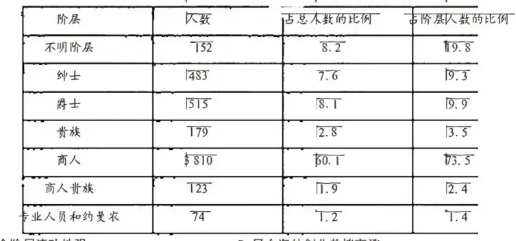 阶层 人数 占总人数的比例 占阶层人数的比例
不明阶层 152 8.2 19.8
绅士 483 7.6 9.3
爵士 515 8.1 9.9
贵族 179 2.8 3.5
商人 3810 60.1 73.5
商人贵族 123 1.9 2.4
专业人员和约曼农 74 1.2 1.4